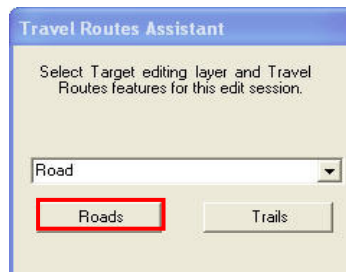 Travel Routes Assistant
Select Target editing layer and Travel
Routes features for this edit session.
Road
Roads Trails